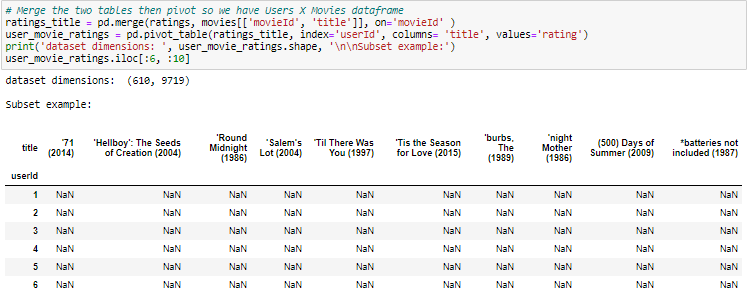 # Merge the two tables then pivot so we have Users X Movies dataframe
ratings_title = pd.merge(ratings, movies[['movieId', 'title']], on='movieId' )
user_movie_ratings = pd.pivot_table(ratings_title, index='userId', columns= 'title', values='rating')
print('dataset dimensions: ', user_movie_ratings.shape, '\n\nSubset example:')
user_movie_ratings.iloc[:6, :10]
dataset dimensions:  (610, 9719)
Subset example:
title '71 (2014) 'Hellboy': The Seeds of Creation (2004) 'Round Midnight (1986) 'Salem's Lot (2004) 'Til There Was You (1997) 'Tis the Season for Love (2015) 'burbs, The (1989) 'night Mother (1986) (500) Days of Summer (2009) *batteries not included (1987)
userId
1 NaN NaN NaN NaN NaN NaN NaN NaN NaN NaN
2 NaN NaN NaN NaN NaN NaN NaN NaN NaN NaN
3 NaN NaN NaN NaN NaN NaN NaN NaN NaN NaN
4 NaN NaN NaN NaN NaN NaN NaN NaN NaN NaN
5 NaN NaN NaN NaN NaN NaN NaN NaN NaN NaN
6 NaN NaN NaN NaN NaN NaN NaN NaN NaN NaN